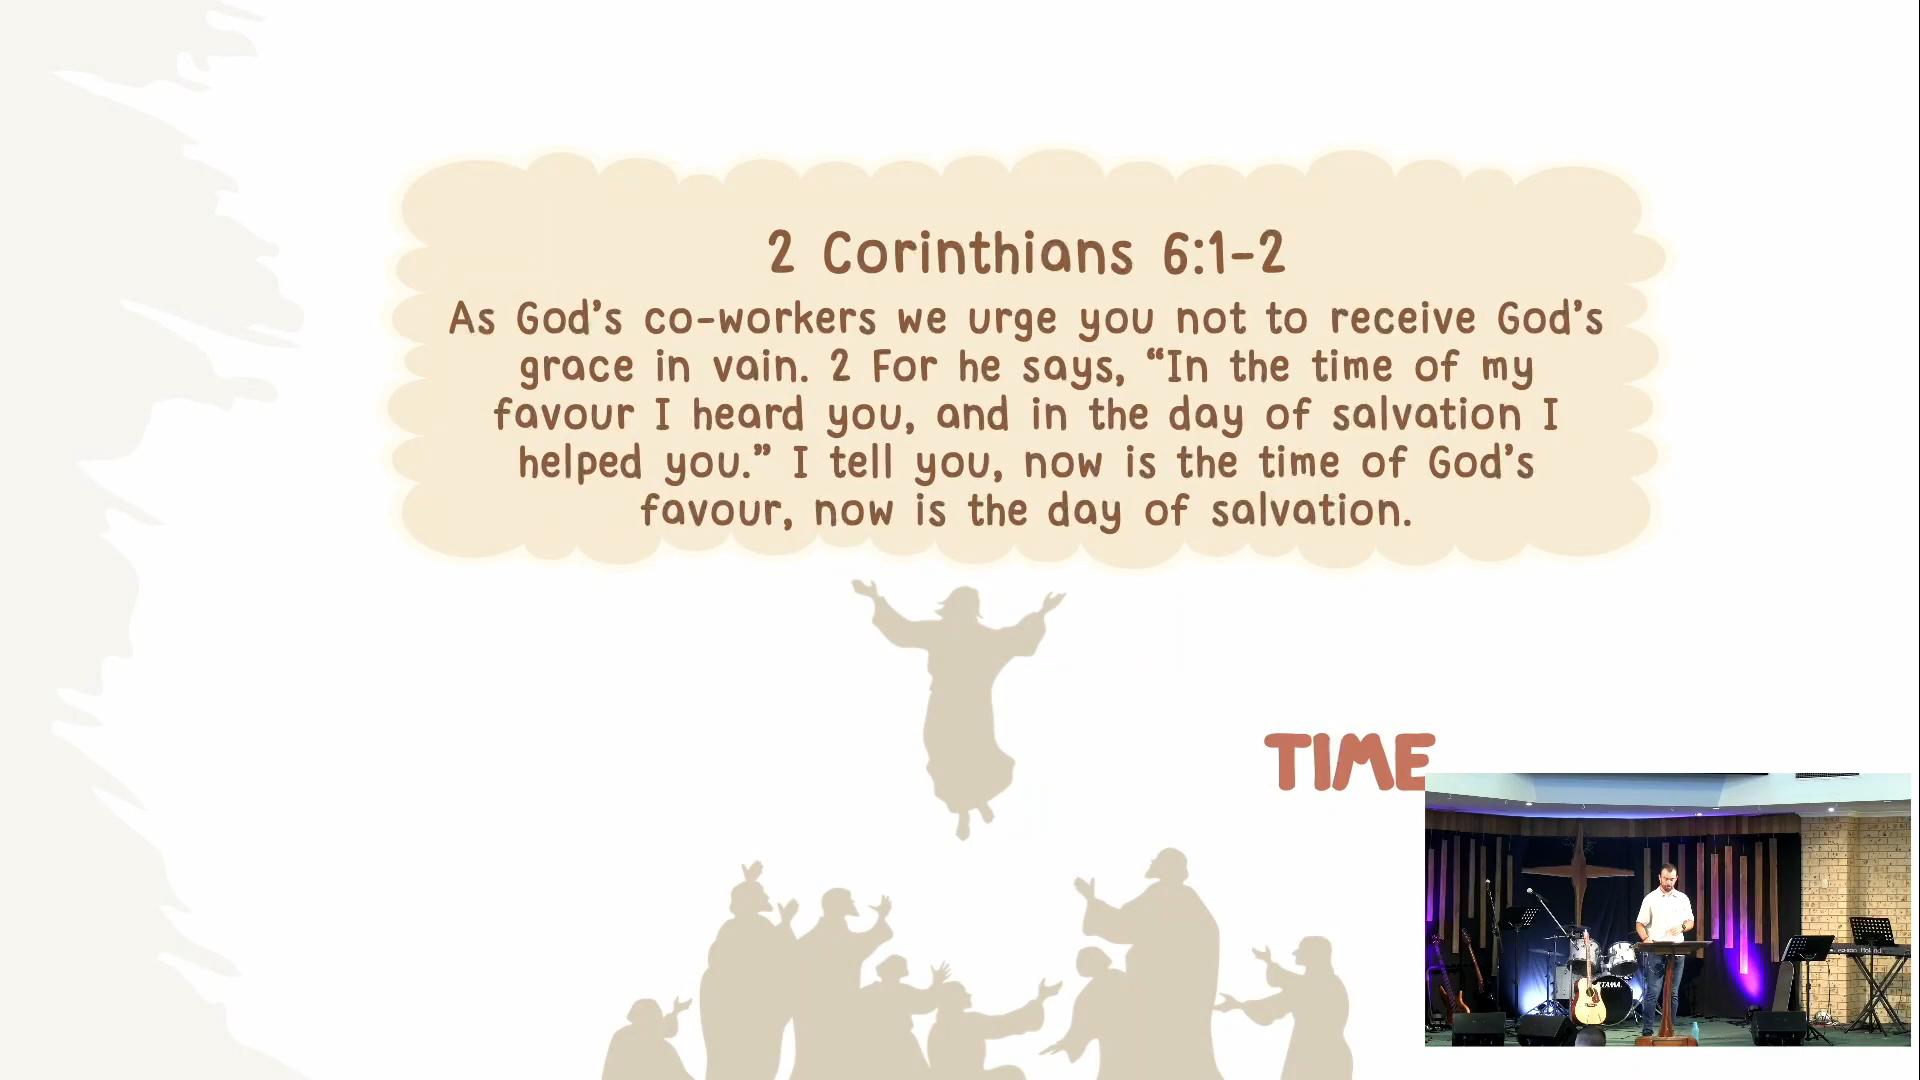 2 Corinthians 6:1-2
As God's co-workers we urge you not to receive God's
grace in vain. 2 For he says, “In the time of my
favour I heard you, and in the day of salvation I
helped you.” I tell you, now is the time of God's
favour, now is the day of salvation.
TIME
TAMA